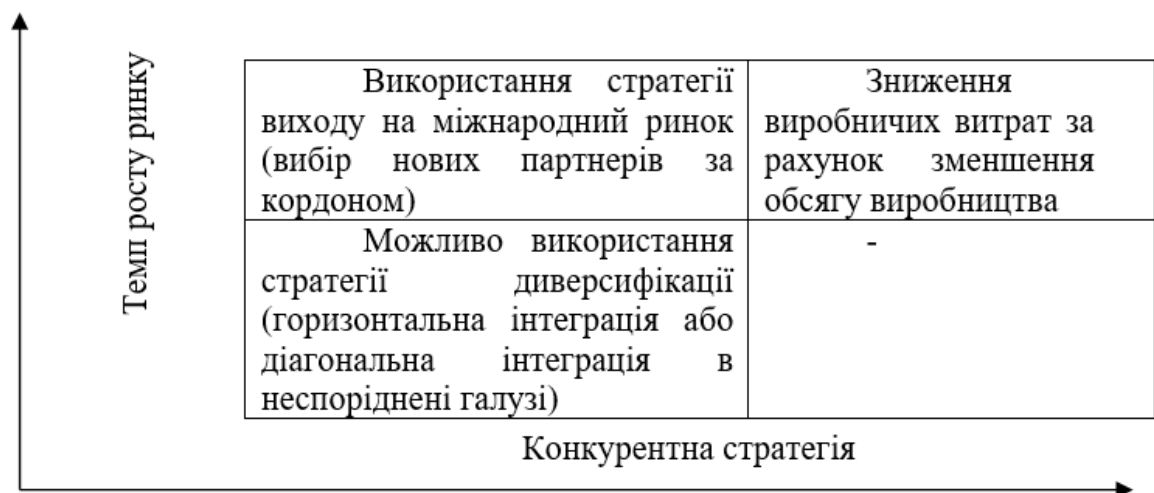 Темп росту ринку
Використання стратегії
виходу на міжнародний ринок
(вибір нових партнерів за
кордоном)
Зниження
виробничих витрат за
рахунок зменшення
обсягу виробництва
Можливо використання
стратегії диверсифікації
(горизонтальна інтеграція або
діагональна інтеграція в
неспоріднені галузі)
-
Конкурентна стратегія